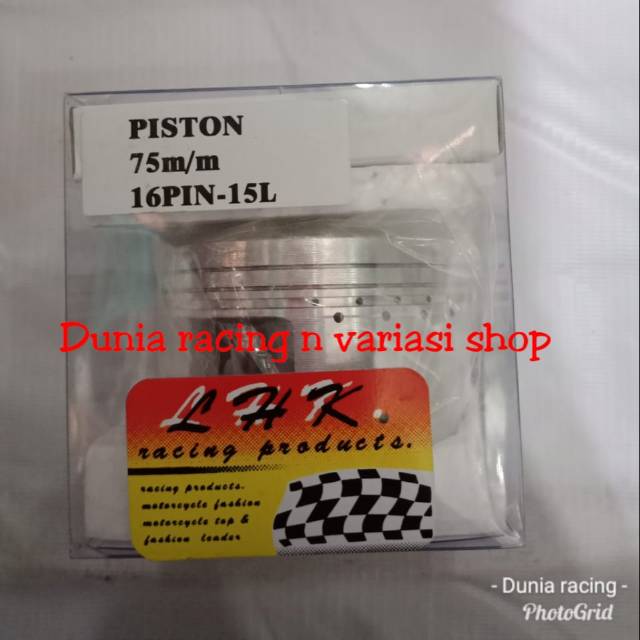 PISTON
75m/m
16PIN-15L
Dunia racing n variasi shop
LHK.
racing products.
racing products.
motorcycle fashion
motorcycle top &
fashion leader
- Dunia racing -
PhotoGrid